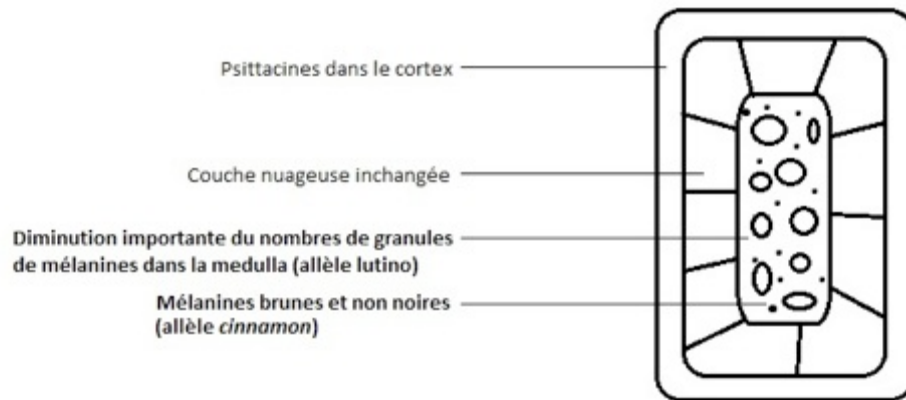 Psittacines dans le cortex
Couche nuageuse inchangée
Diminution importante du nombres de granules
de mélanines dans la medulla (allèle lutino)
Mélanines brunes et non noires
(allèle cinnamon)